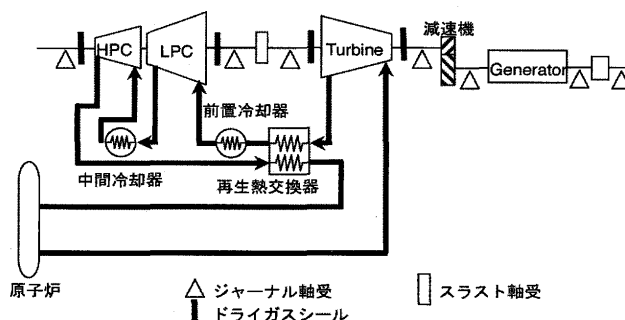 HPC
LPC
Turbine
減速機
Generator
前置冷却器
中間冷却器
再生熱交換器
原子炉
ジャーナル軸受
スラスト軸受
ドライガスシール